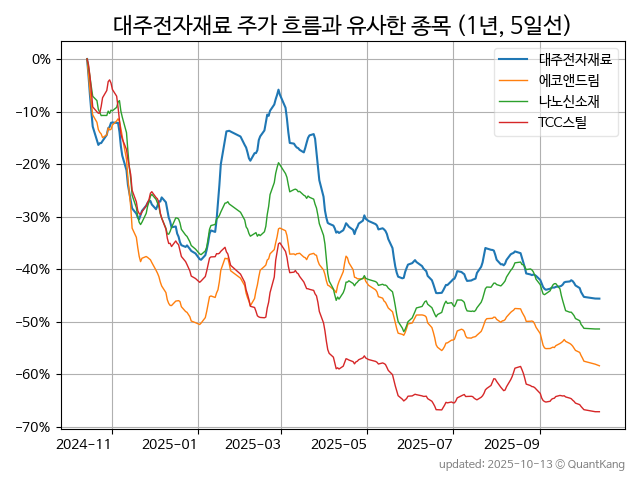 대주전자재료 주가 흐름과 유사한 종목 (1년, 5일선)
대주전자재료
에코앤드림
나노신소재
TCC스틸
0%
−10%
−20%
−30%
−40%
−50%
−60%
−70%
2024-11
2025-01
2025-03
2025-05
2025-07
2025-09
updated: 2025-10-13 © QuantKang